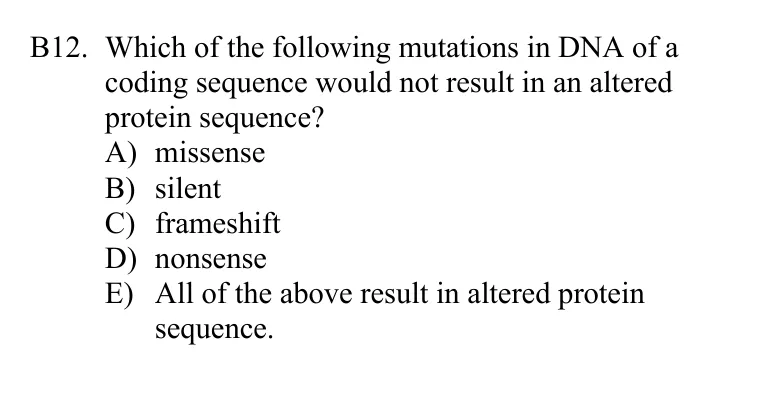 B12. Which of the following mutations in DNA of a
coding sequence would not result in an altered
protein sequence?
A) missense
B) silent
C) frameshift
D) nonsense
E) All of the above result in altered protein
sequence.